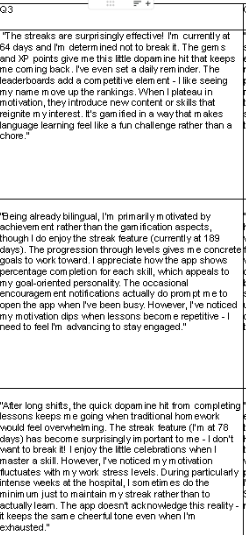 Q3
"The streaks are surprisingly effective! I'm currently at
64 days and I'm determined not to break it. The gems
and XP points give me this little dopamine hit that keeps
me coming back. I've even set a daily reminder. The
leaderboards add a competitive element - I like seeing
my name move up the rankings. When I plateau in
motivation, they introduce new content or skills that
reignite my interest. It's gamified in a way that makes
language learning feel like a fun challenge rather than a
chore."
"Being already bilingual, I'm primarily motivated by
achievement rather than the gamification aspects,
though I do enjoy the streak feature (currently at 189
days). The progression through levels gives me concrete
goals to work toward. I appreciate how the app shows
percentage completion for each skill, which appeals to
my goal-oriented personality. The occasional
encouragement notifications actually do prompt me to
open the app when I've been busy. However, I've noticed
my motivation dips when lessons become repetitive - I
need to feel I'm advancing to stay engaged."
"After long shifts, the quick dopamine hit from completing
lessons keeps me going when traditional homework
would feel overwhelming. The streak feature (I'm at 78
days) has become surprisingly important to me - I don't
want to break it! I enjoy the little celebrations when I
master a skill. However, I've noticed my motivation
fluctuates with my work stress levels. During particularly
intense weeks at the hospital, I sometimes do the
minimum just to maintain my streak rather than to
actually learn. The app doesn't acknowledge this reality -
it keeps the same cheerful tone even when I'm
exhausted."